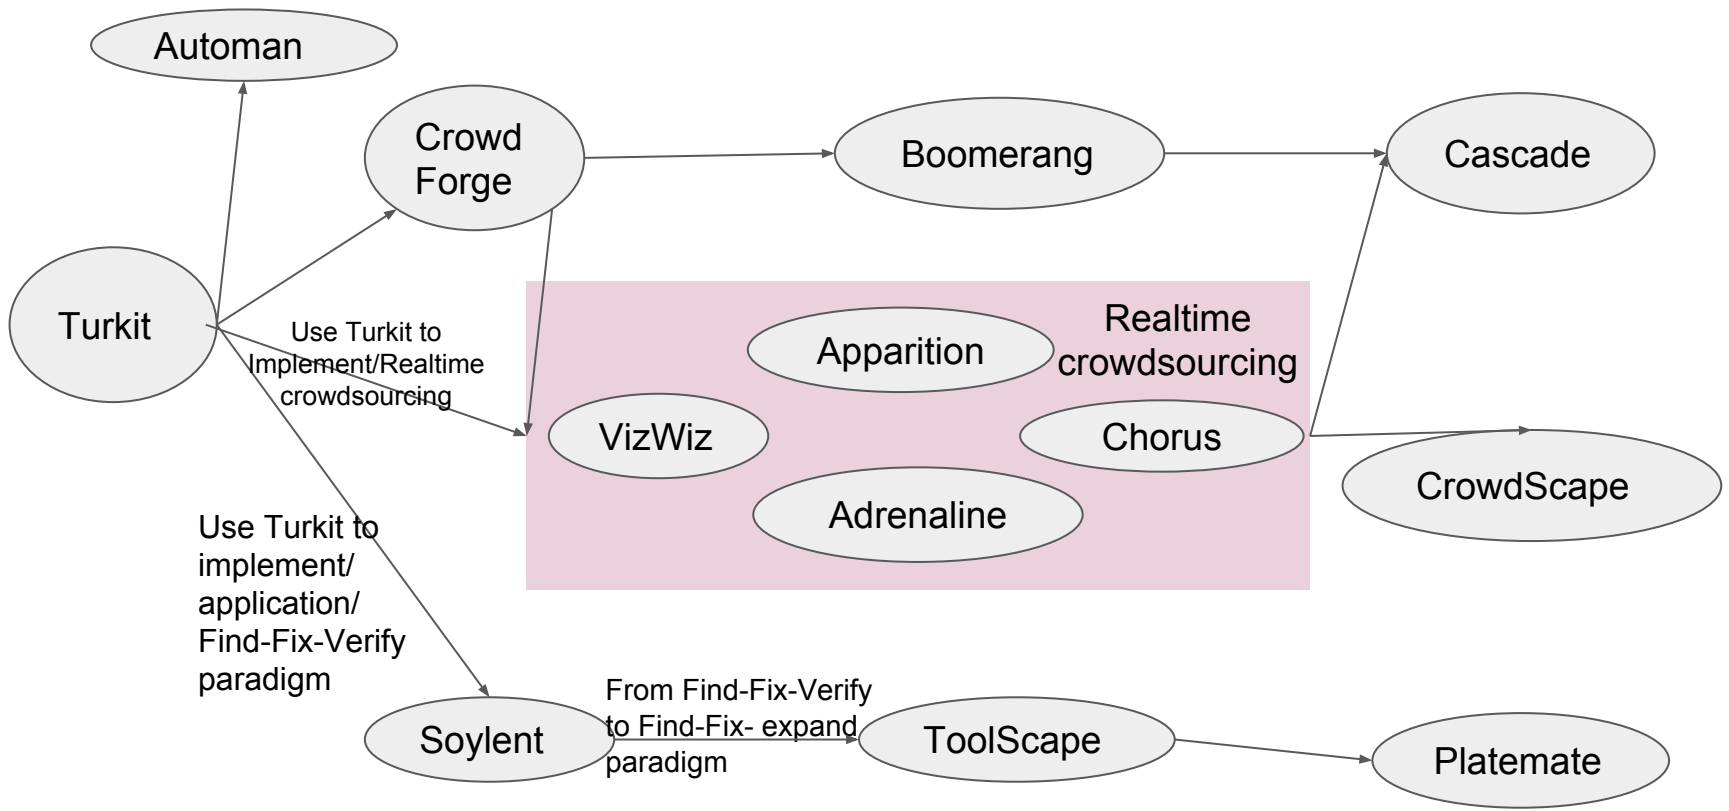 Automan
Crowd
Forge
Boomerang
Cascade
Turkit
Use Turkit to
Implement/Realtime
crowdsourcing
Realtime
crowdsourcing
Apparition
VizWiz
Chorus
Adrenaline
CrowdScape
Use Turkit to
implement/
application/
Find-Fix-Verify
paradigm
Soylent
From Find-Fix-Verify
to Find-Fix- expand
paradigm
ToolScape
Platemate